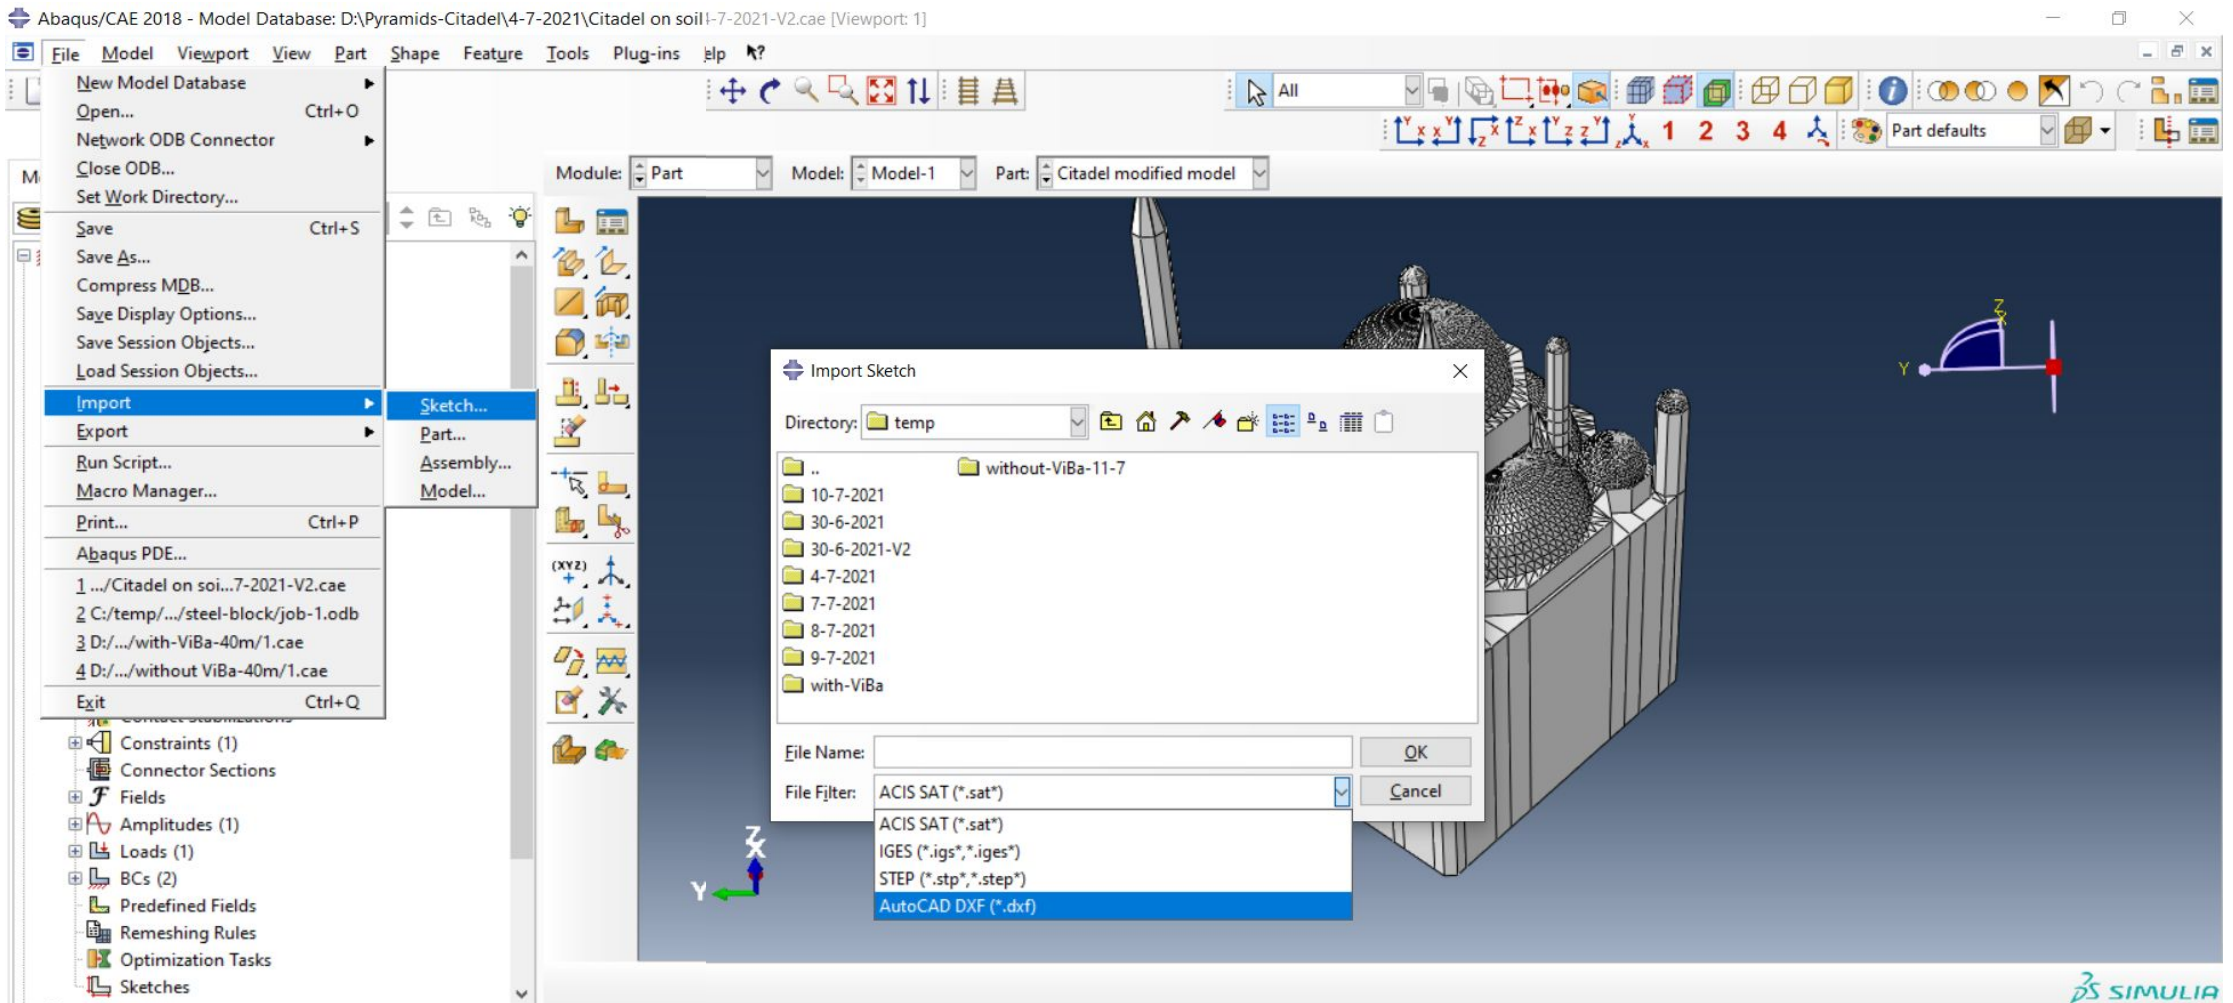 Abaqus/CAE 2018 - Model Database: D:\Pyramids-Citadel\4-7-2021\Citadel on soil 4-7-2021-V2.cae [Viewport: 1]
File Model Viewport View Part Shape Feature Tools Plug-ins
All
1 2 3 4 Part defaults
Module: Part Model: Model-1 Part: Citadel modified model
New Model Database
Open... Ctrl+O
Network ODB Connector
Close ODB...
Set Work Directory...
Save Ctrl+S
Save As...
Compress MDB...
Save Display Options...
Save Session Objects...
Load Session Objects...
Import
Export
Run Script...
Macro Manager...
Print... Ctrl+P
Abaqus PDE...
1 .../Citadel on soi...7-2021-V2.cae
2 C:/temp/.../steel-block/job-1.odb
3 D:/.../with-ViBa-40m/1.cae
4 D:/.../without ViBa-40m/1.cae
Exit Ctrl+Q
Sketch...
Part...
Assembly...
Model...
Constraints (1)
Connector Sections
Fields
Amplitudes (1)
Loads (1)
BCs (2)
Predefined Fields
Remeshing Rules
Optimization Tasks
Sketches
(XYZ)
Import Sketch
Directory: temp
..
10-7-2021
30-6-2021
30-6-2021-V2
4-7-2021
7-7-2021
8-7-2021
9-7-2021
with-ViBa
without-ViBa-11-7
File Name:
OK
File Filter: ACIS SAT (*.sat*)
Cancel
ACIS SAT (*.sat*)
IGES (*.igs*,*.iges*)
STEP (*.stp*,*.step*)
AutoCAD DXF (*.dxf)
Z
X
Y
Z
X
Y
SIMULIA